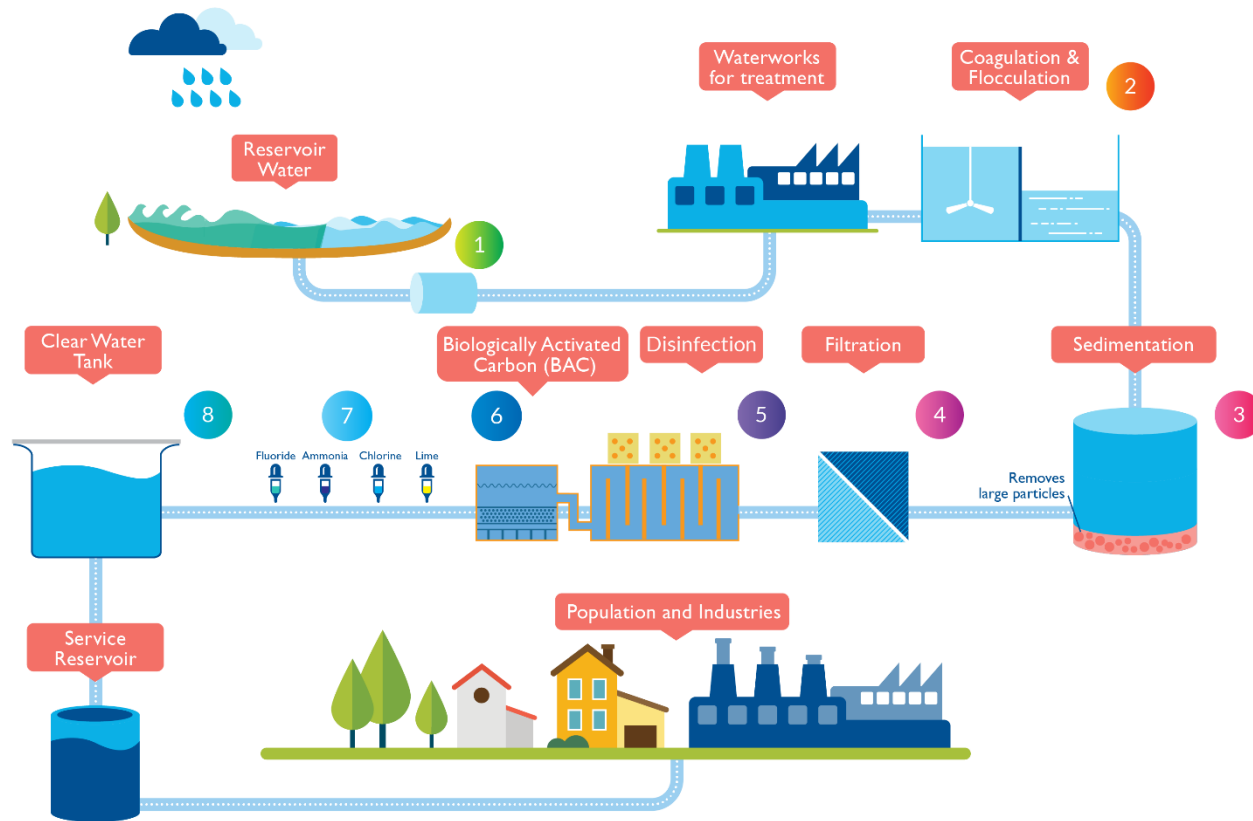 Reservoir
Water
1
Waterworks
for treatment
Coagulation &
Flocculation
2
Sedimentation
3
Removes
large particles
Filtration
4
Disinfection
5
Biologically Activated
Carbon (BAC)
6
7
Fluoride Ammonia Chlorine Lime
Clear Water
Tank
8
Service
Reservoir
Population and Industries